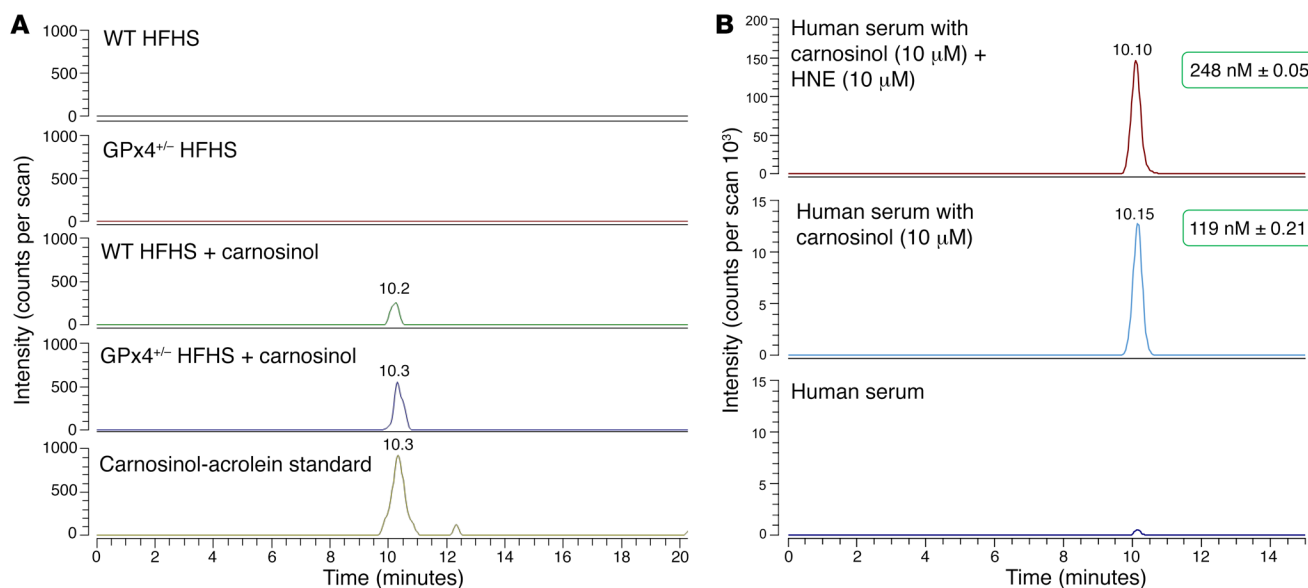 A
Intensity (counts per scan)
1000
500
0
WT HFHS
1000
500
0
GPx4+/– HFHS
1000
500
0
WT HFHS + carnosinol
10.2
1000
500
0
GPx4+/– HFHS + carnosinol
10.3
1000
500
0
Carnosinol-acrolein standard
10.3
0 2 4 6 8 10 12 14 16 18 20
Time (minutes)
B
Intensity (counts per scan 10³)
200
150
100
50
0
Human serum with
carnosinol (10 μM) +
HNE (10 μM)
10.10
248 nM ± 0.05
15
10
5
0
Human serum with
carnosinol (10 μM)
10.15
119 nM ± 0.21
15
10
5
0
Human serum
0 2 4 6 8 10 12 14
Time (minutes)